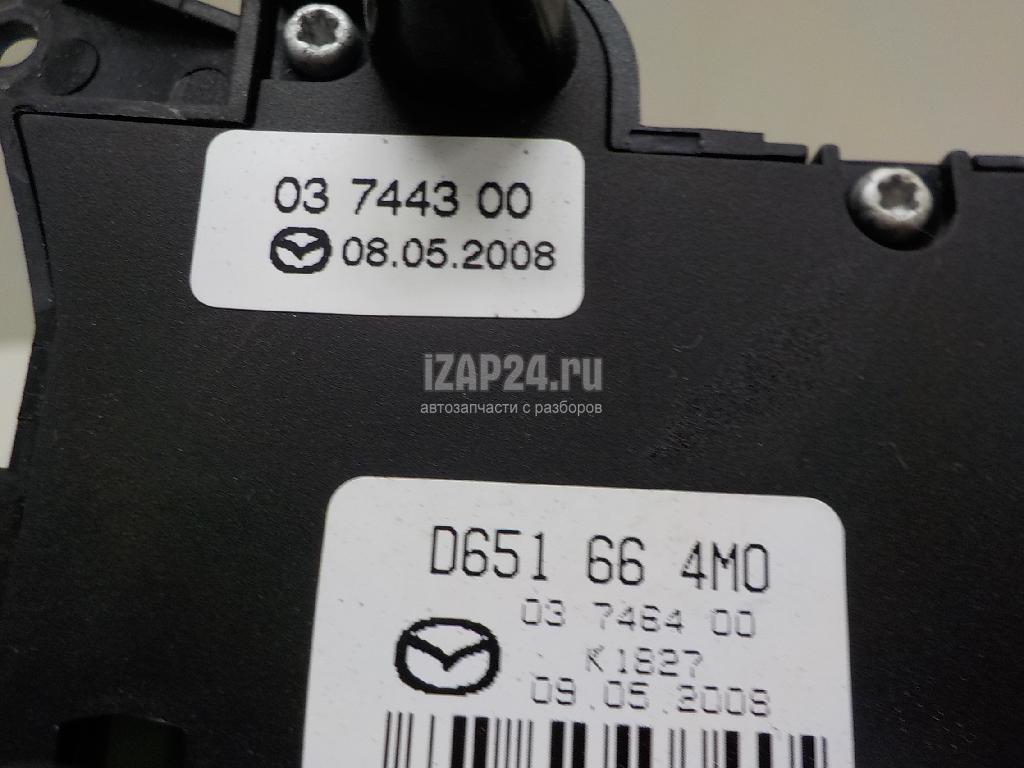 03 7443 00
08.05.2008
iZAP24.ru
автозапчасти с разборов
D651 66 4M0
03 7464 00
K1827
09.05.2008